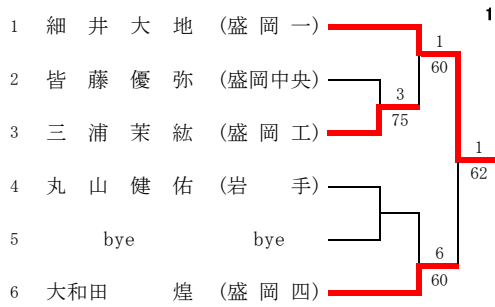 1
1 細井大地 (盛岡一)
1
60
2 皆藤優弥 (盛岡中央)
3
75
3 三浦茉紘 (盛岡工)
1
62
4 丸山健佑 (岩手)
5 bye bye
6
60
6 大和田煌 (盛岡四)